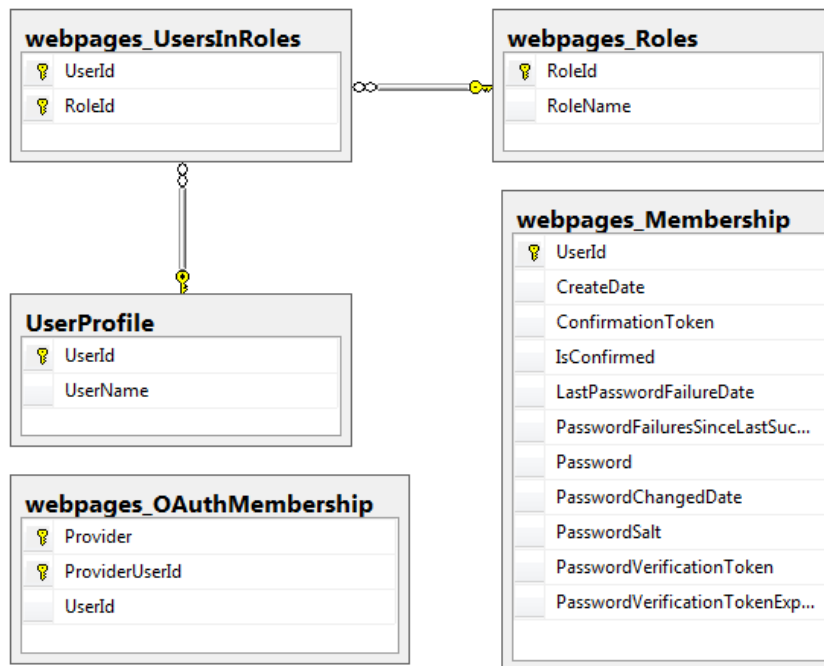 webpages_UsersInRoles
UserId
RoleId
webpages_Roles
RoleId
RoleName
UserProfile
UserId
UserName
webpages_OAuthMembership
Provider
ProviderUserId
UserId
webpages_Membership
UserId
CreateDate
ConfirmationToken
IsConfirmed
LastPasswordFailureDate
PasswordFailuresSinceLastSuc...
Password
PasswordChangedDate
PasswordSalt
PasswordVerificationToken
PasswordVerificationTokenExp...